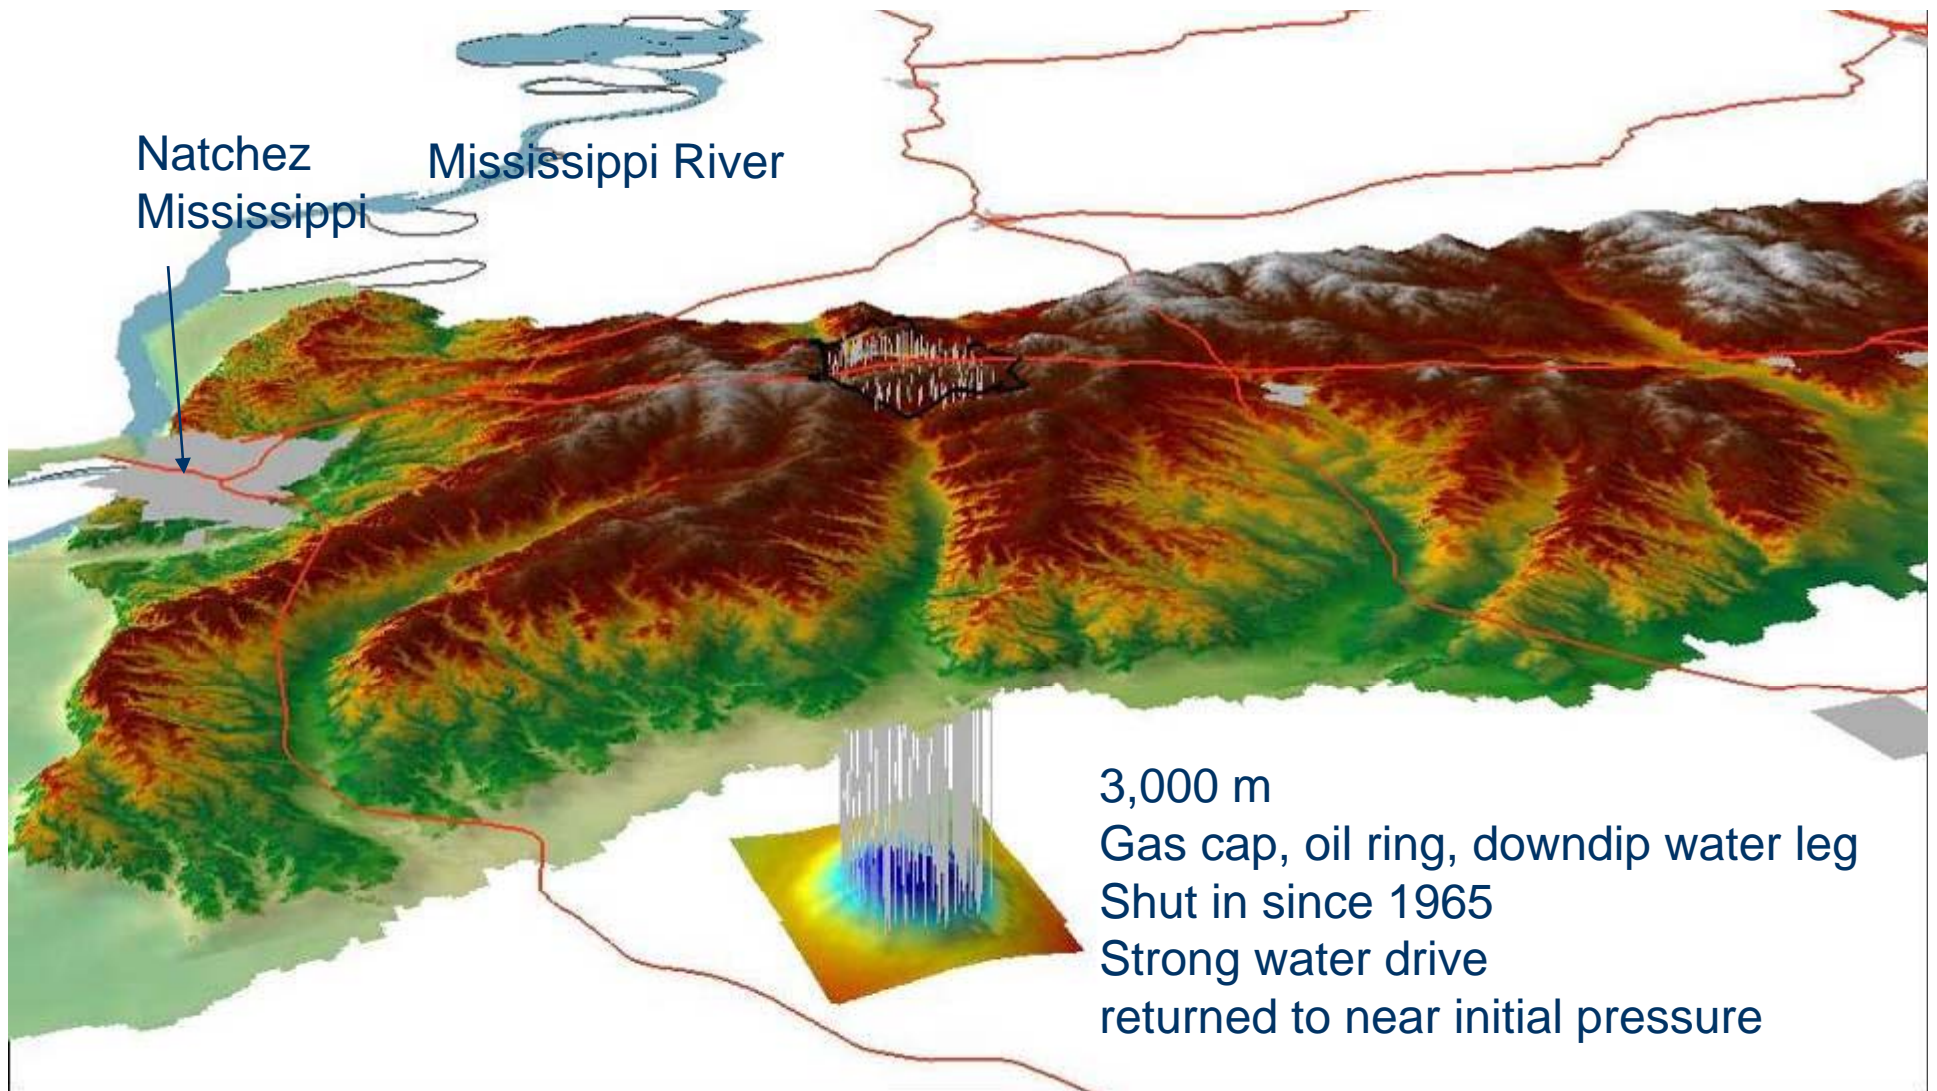 Natchez
Mississippi
Mississippi River
3,000 m
Gas cap, oil ring, downdip water leg
Shut in since 1965
Strong water drive
returned to near initial pressure